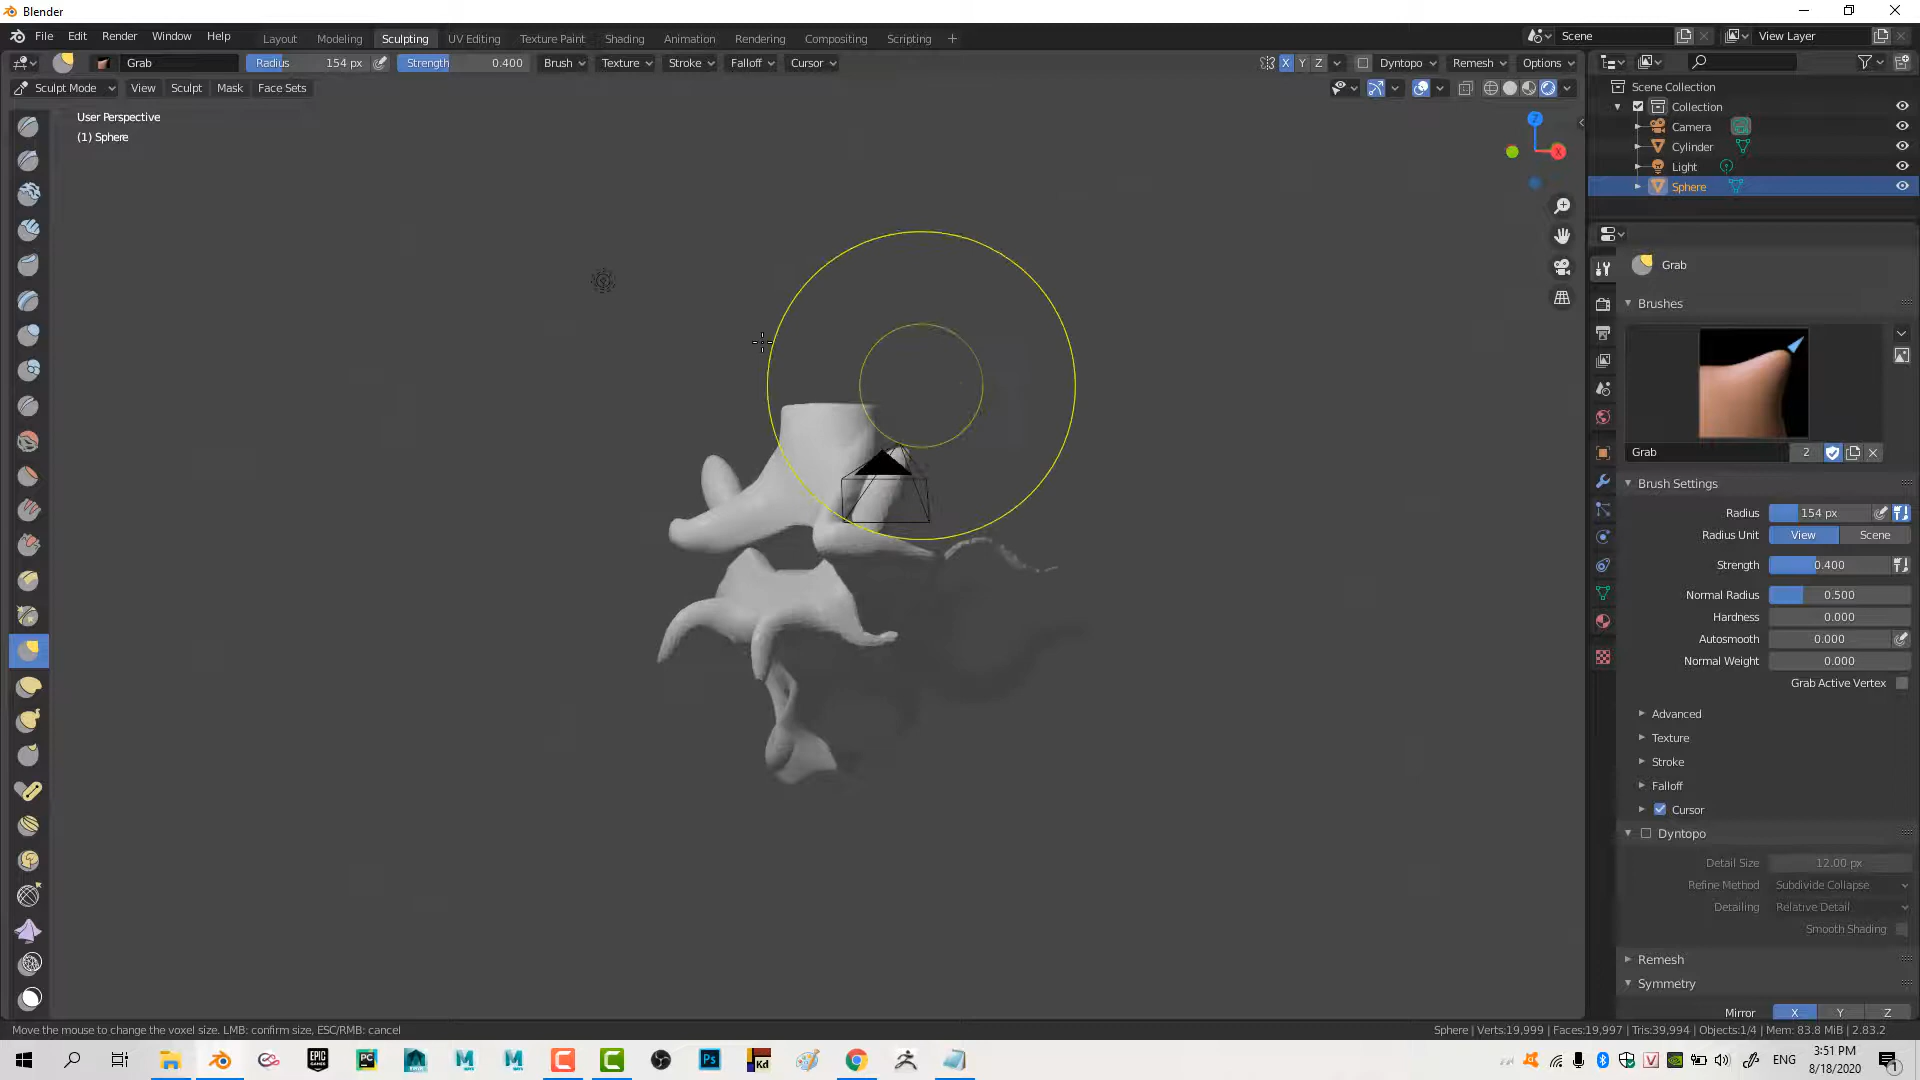 Blender
File Edit Render Window Help Layout Modeling Sculpting UV Editing Texture Paint Shading Animation Rendering Compositing Scripting + Scene View Layer
Grab Radius 154 px Strength 0.400 Brush Texture Stroke Falloff Cursor X Y Z Dyntopo Remesh Options
Sculpt Mode View Sculpt Mask Face Sets
Scene Collection
Collection
Camera
Cylinder
Light
Sphere
User Perspective
(1) Sphere
Z
X
Grab
Brushes
Grab 2
Brush Settings
Radius 154 px
Radius Unit View Scene
Strength 0.400
Normal Radius 0.500
Hardness 0.000
Autosmooth 0.000
Normal Weight 0.000
Grab Active Vertex
Advanced
Texture
Stroke
Falloff
Cursor
Dyntopo
Detail Size 12.00 px
Refine Method Subdivide Collapse
Detailing Relative Detail
Smooth Shading
Remesh
Symmetry
Mirror X Y Z
Move the mouse to change the voxel size. LMB: confirm size, ESC/RMB: cancel
Sphere | Verts:19,999 | Faces:19,997 | Tris:39,994 | Objects:1/4 | Mem: 83.8 MiB | 2.83.2
EPIC GAMES PC M M Ps Kd V ENG 3:51 PM
8/18/2020